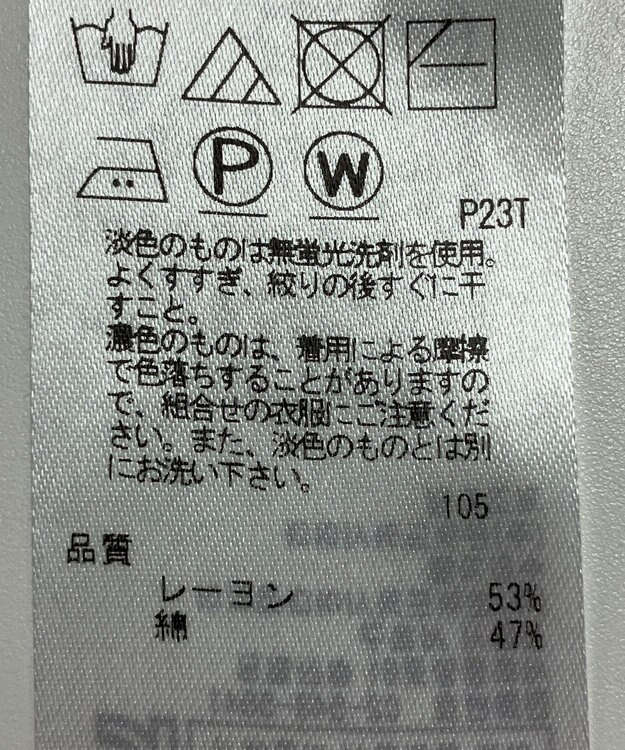 P W
P23T
淡色のものは無蛍光洗剤を使用。
よくすすぎ、絞りの後すぐに干
すこと。
濃色のものは、着用による摩擦
で色落ちすることがありますの
で、組合せの衣服にご注意くだ
さい。また、淡色のものとは別
にお洗い下さい。
105
品質
レーヨン 53%
綿 47%